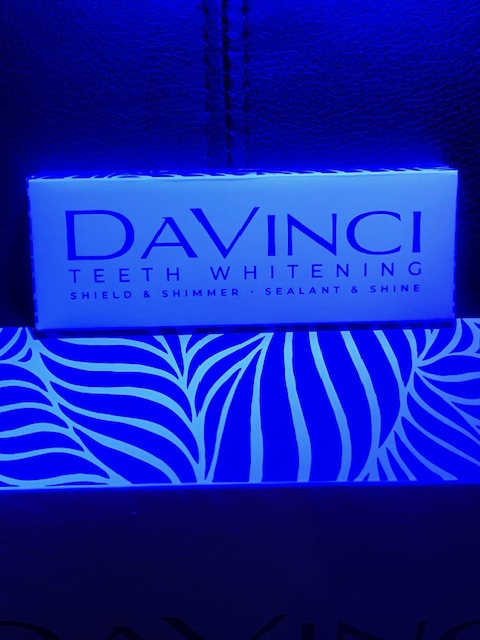 DAVINCI
TEETH WHITENING
SHIELD & SHIMMER · SEALANT & SHINE